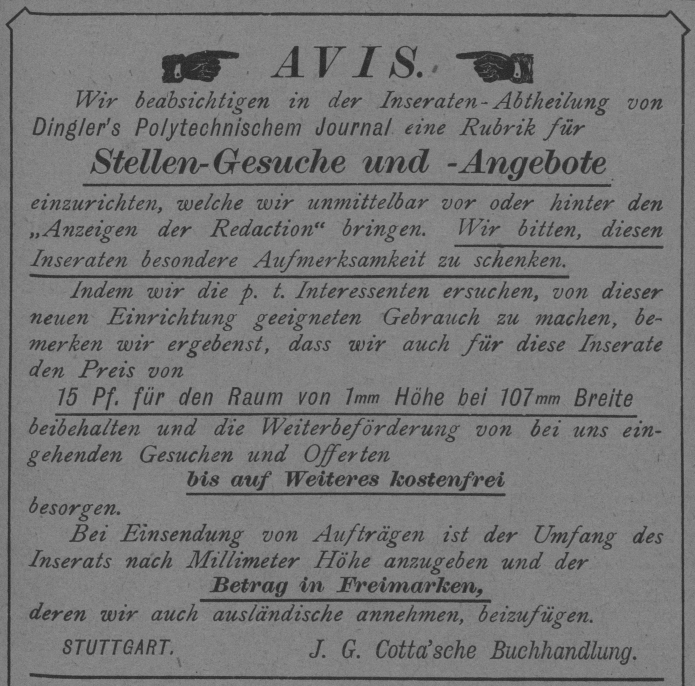 AVIS.
Wir beabsichtigen in der Inseraten-Abtheilung von
Dingler's Polytechnischem Journal eine Rubrik für
Stellen-Gesuche und -Angebote
einzurichten, welche wir unmittelbar vor oder hinter den
„Anzeigen der Redaction“ bringen. Wir bitten, diesen
Inseraten besondere Aufmerksamkeit zu schenken.
Indem wir die p. t. Interessenten ersuchen, von dieser
neuen Einrichtung geeigneten Gebrauch zu machen, be-
merken wir ergebenst, dass wir auch für diese Inserate
den Preis von
15 Pf. für den Raum von 1mm Höhe bei 107mm Breite
beibehalten und die Weiterbeförderung von bei uns ein-
gehenden Gesuchen und Offerten
bis auf Weiteres kostenfrei
besorgen.
Bei Einsendung von Aufträgen ist der Umfang des
Inserats nach Millimeter Höhe anzugeben und der
Betrag in Freimarken,
deren wir auch ausländische annehmen, beizufügen.
STUTTGART. J. G. Cotta'sche Buchhandlung.